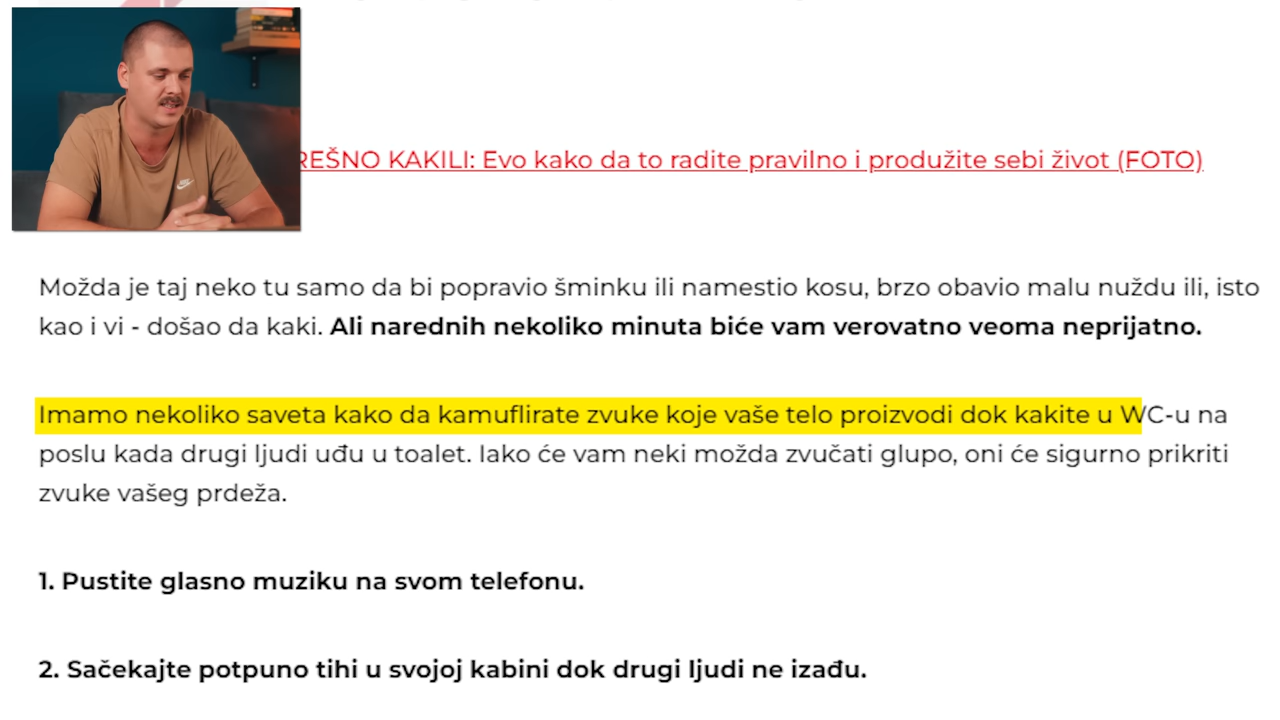 REŠNO KAKILI: Evo kako da to radite pravilno i produžite sebi život (FOTO)
Možda je taj neko tu samo da bi popravio šminku ili namestio kosu, brzo obavio malu nuždu ili, isto
kao i vi - došao da kaki. Ali narednih nekoliko minuta biće vam verovatno veoma neprijatno.
Imamo nekoliko saveta kako da kamuflirate zvuke koje vaše telo proizvodi dok kakite u WC-u na
poslu kada drugi ljudi uđu u toalet. Iako će vam neki možda zvučati glupo, oni će sigurno prikriti
zvuke vašeg prdeža.
1. Pustite glasno muziku na svom telefonu.
2. Sačekajte potpuno tihi u svojoj kabini dok drugi ljudi ne izađu.